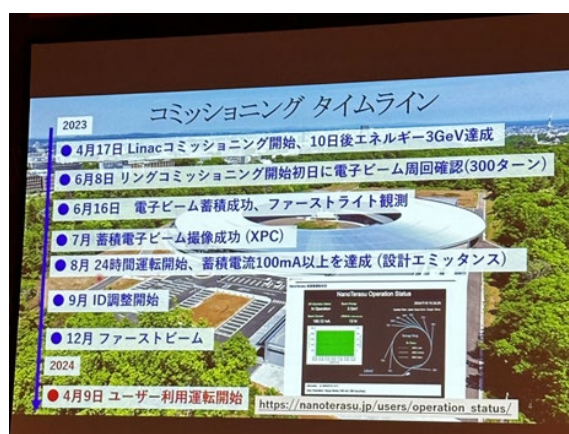 コミッショニング タイムライン
2023
● 4月17日 Linacコミッショニング開始、10日後エネルギー3GeV達成
● 6月8日 リングコミッショニング開始初日に電子ビーム周回確認(300ターン)
● 6月16日 電子ビーム蓄積成功、ファーストライト観測
● 7月 蓄積電子ビーム撮像成功 (XPC)
● 8月 24時間運転開始、蓄積電流100mA以上を達成 (設計エミッタンス)
● 9月 ID調整開始
● 12月 ファーストビーム
2024
● 4月9日 ユーザー利用運転開始
NanoTerasu Operation Status
In Operation
https://nanoterasu.jp/users/operation_status/